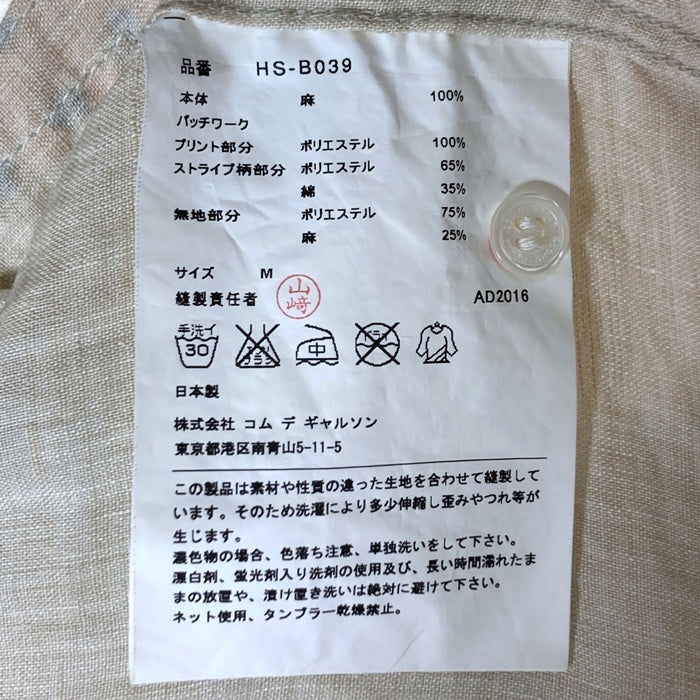 品番 HS-B039
本体 麻 100%
パッチワーク
プリント部分 ポリエステル 100%
ストライプ柄部分 ポリエステル 65%
綿 35%
無地部分 ポリエステル 75%
麻 25%
サイズ M
縫製責任者 山﨑 AD2016
手洗イ
30 中
日本製
株式会社 コム デ ギャルソン
東京都港区南青山5-11-5
この製品は素材や性質の違った生地を合わせて縫製して
います。そのため洗濯により多少伸縮し歪みやつれ等が
生じます。
濃色物の場合、色落ち注意、単独洗いをして下さい。
漂白剤、蛍光剤入り洗剤の使用及び、長い時間濡れたま
まの放置や、漬け置き洗いは絶対に避けて下さい。
ネット使用、タンブラー乾燥禁止。